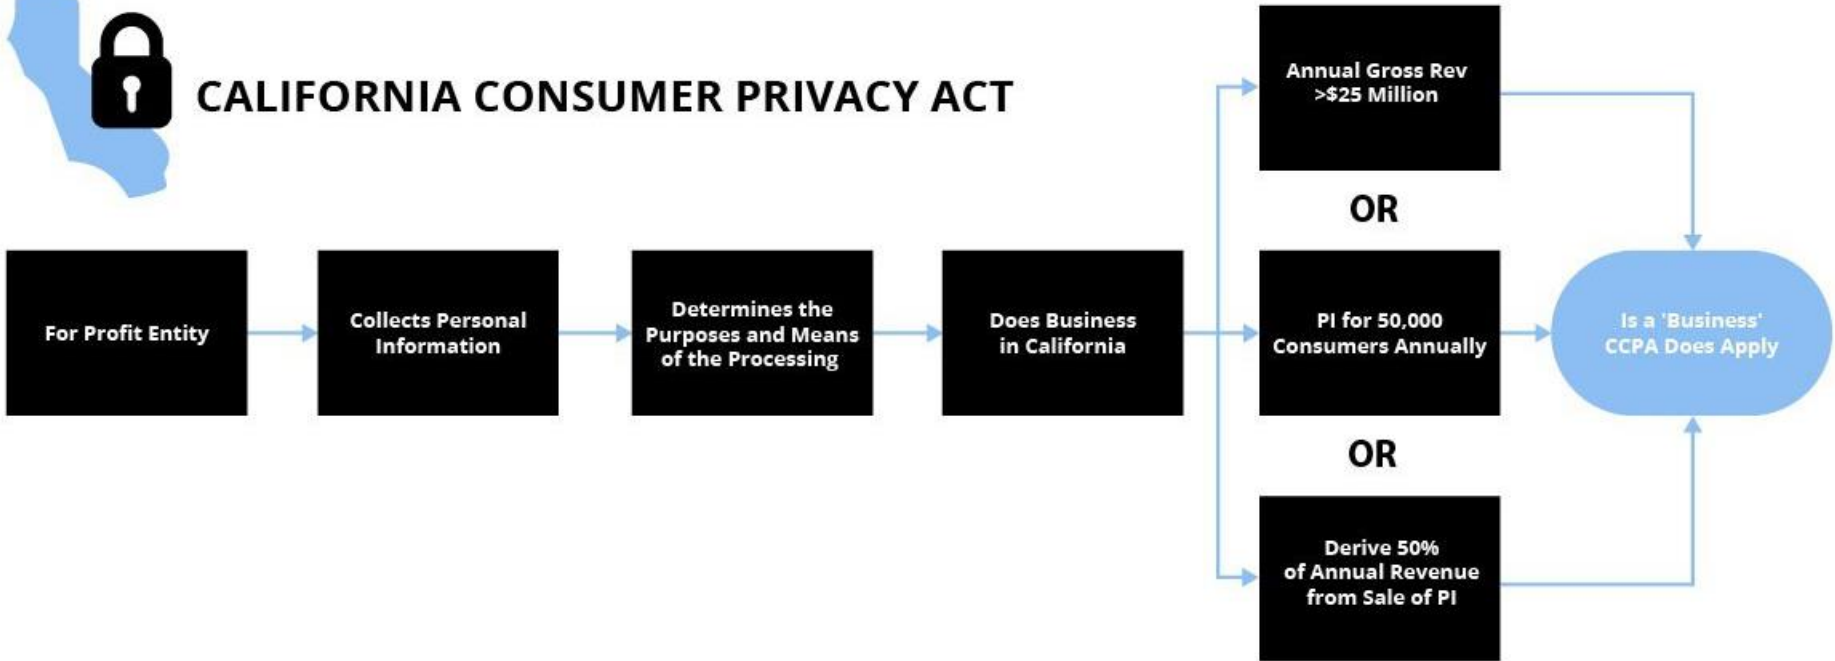 CALIFORNIA CONSUMER PRIVACY ACT
For Profit Entity
Collects Personal
Information
Determines the
Purposes and Means
of the Processing
Does Business
in California
Annual Gross Rev
>$25 Million
OR
PI for 50,000
Consumers Annually
OR
Derive 50%
of Annual Revenue
from Sale of PI
Is a 'Business'
CCPA Does Apply